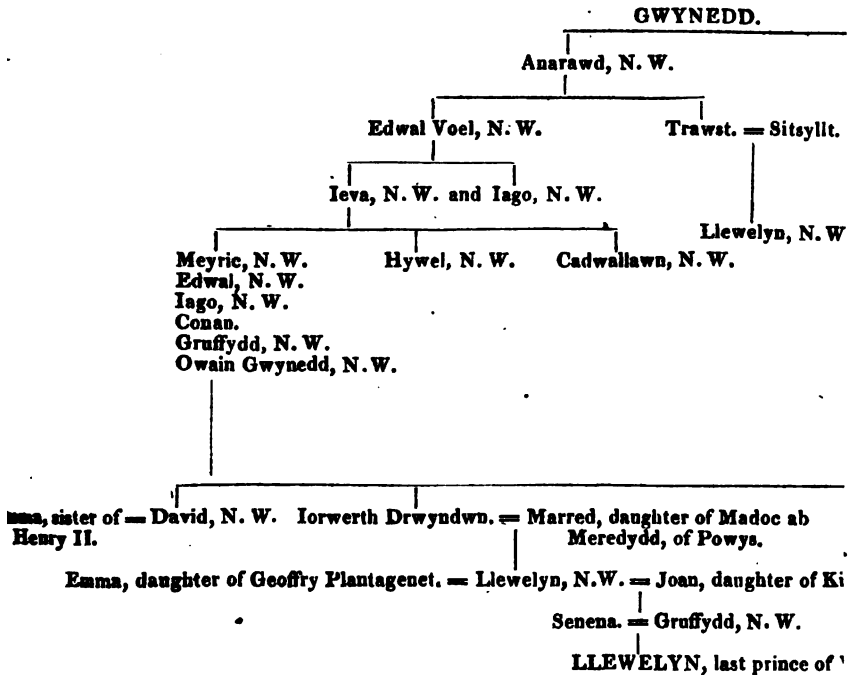 GWYNEDD.
Anarawd, N. W.
Edwal Voel, N. W. Trawst. = Sitsyllt.
Ieva, N. W. and Iago, N. W.
Llewelyn, N. W
Meyric, N. W. Hywel, N. W. Cadwallawn, N. W.
Edwal, N. W.
Iago, N. W.
Conan.
Gruffydd, N. W.
Owain Gwynedd, N. W.
sister of = David, N. W. Iorwerth Drwyndwn. = Marred, daughter of Madoc ab
Henry II. Meredydd, of Powys.
Emma, daughter of Geoffry Plantagenet. = Llewelyn, N.W. = Joan, daughter of Ki
Senena. = Gruffydd, N. W.
LLEWELYN, last prince of